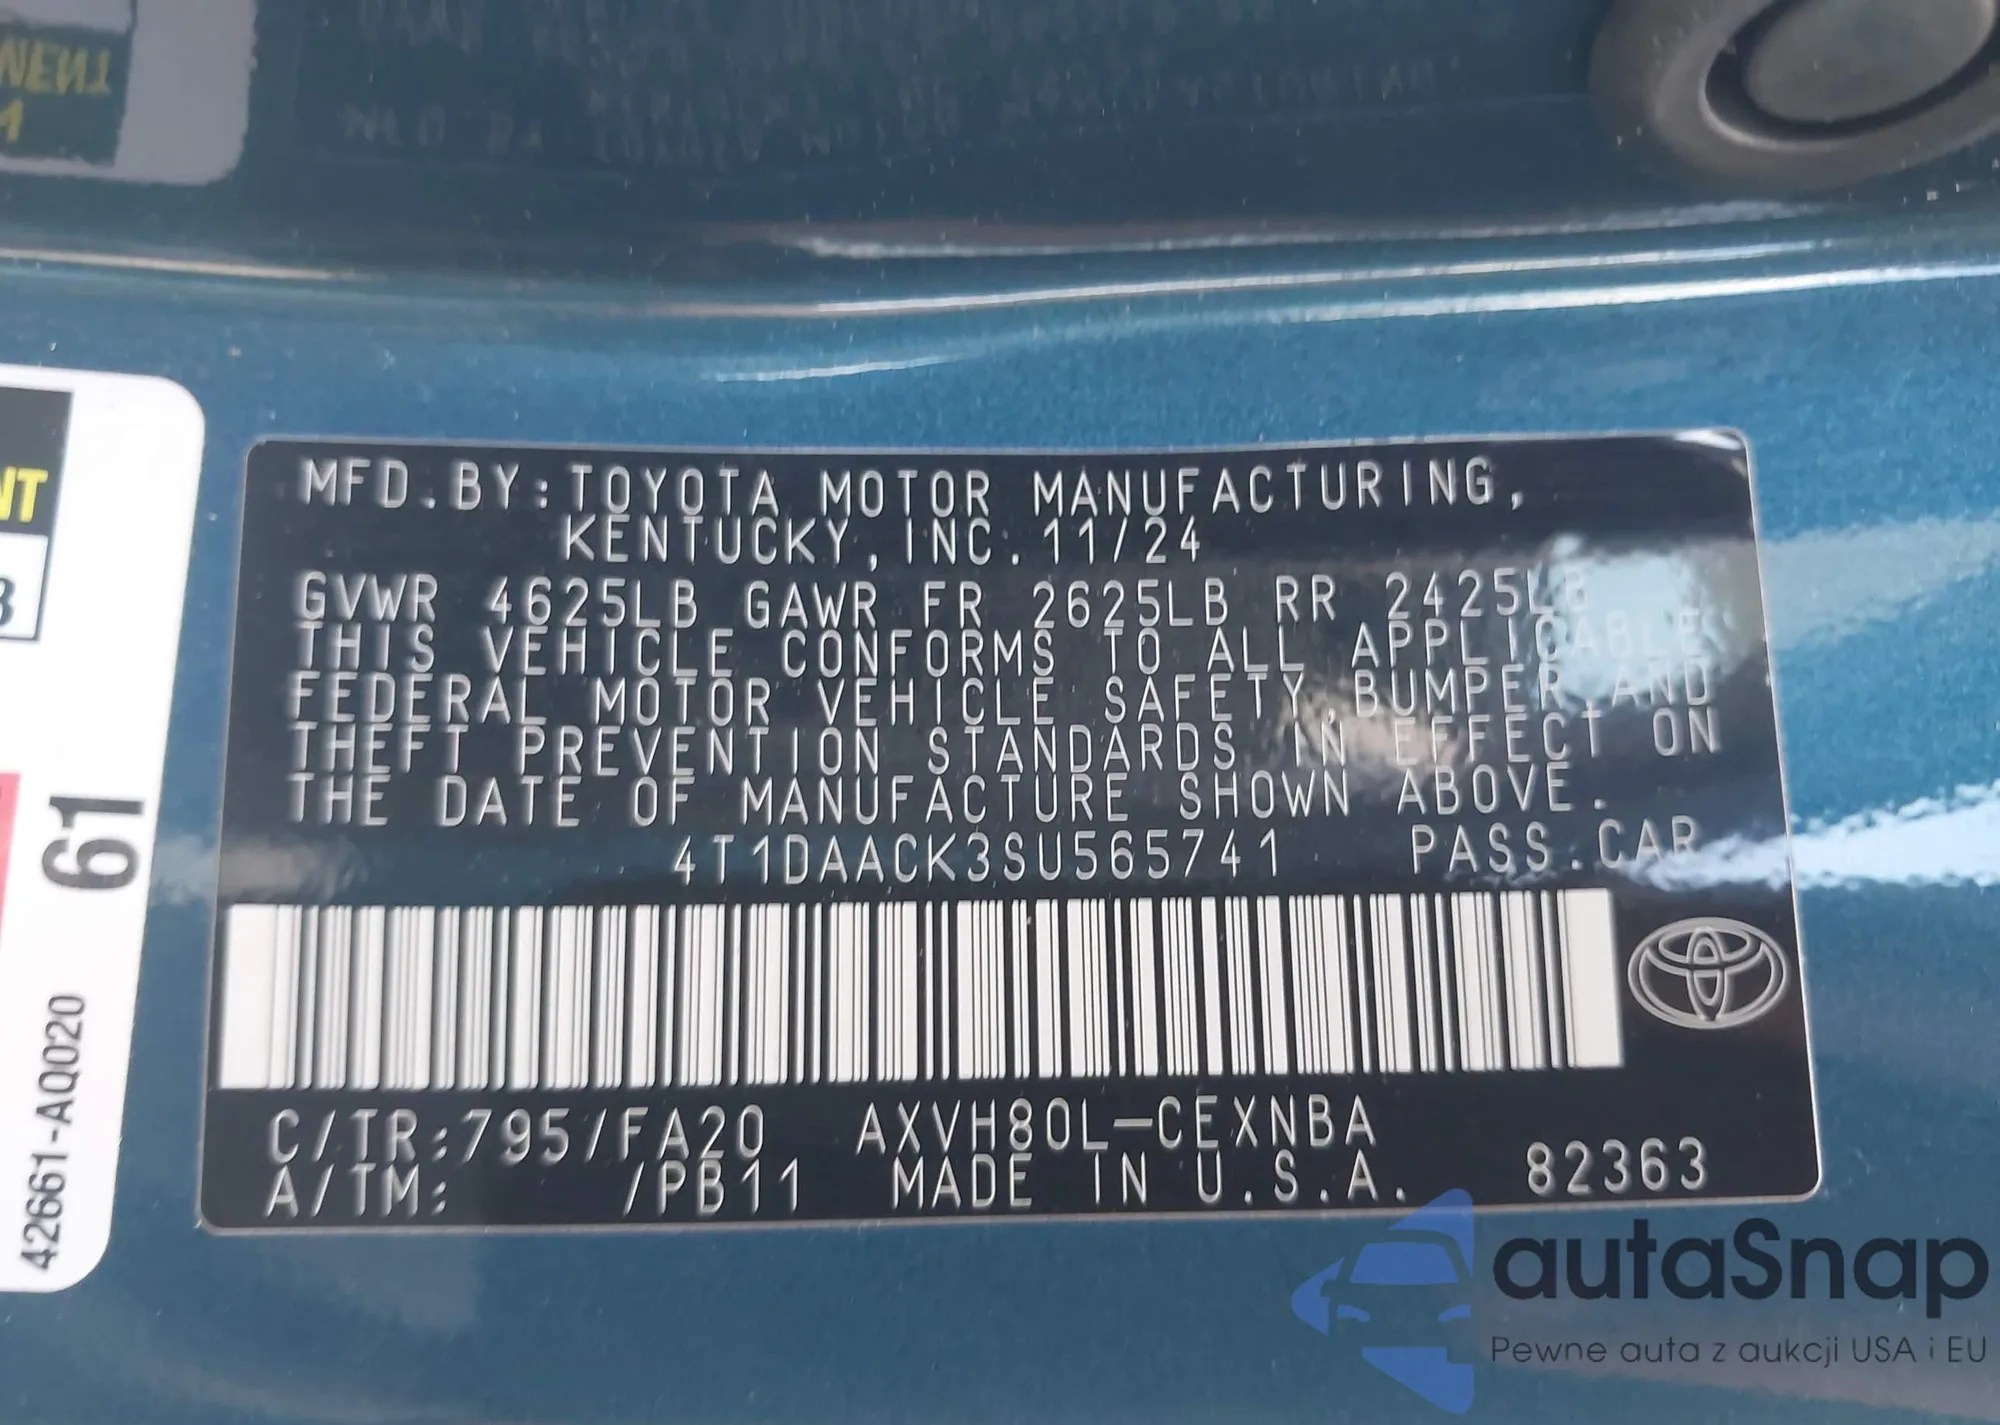 NENT
NT
3
61
42661-AQ020
MFD.BY:TOYOTA MOTOR MANUFACTURING,
KENTUCKY,INC.11/24
GVWR 4625LB GAWR FR 2625LB RR 2425LB
THIS VEHICLE CONFORMS TO ALL APPLICABLE
FEDERAL MOTOR VEHICLE SAFETY,BUMPER,AND
THEFT PREVENTION STANDARDS IN EFFECT ON
THE DATE OF MANUFACTURE SHOWN ABOVE.
4T1DAACK3SU565741 PASS.CAR
C/TR:795/FA20 AXVH80L-CEXNBA
A/TM: /PB11 MADE IN U.S.A. 82363
autaSnap
Pewne auta z aukcji USA i EU